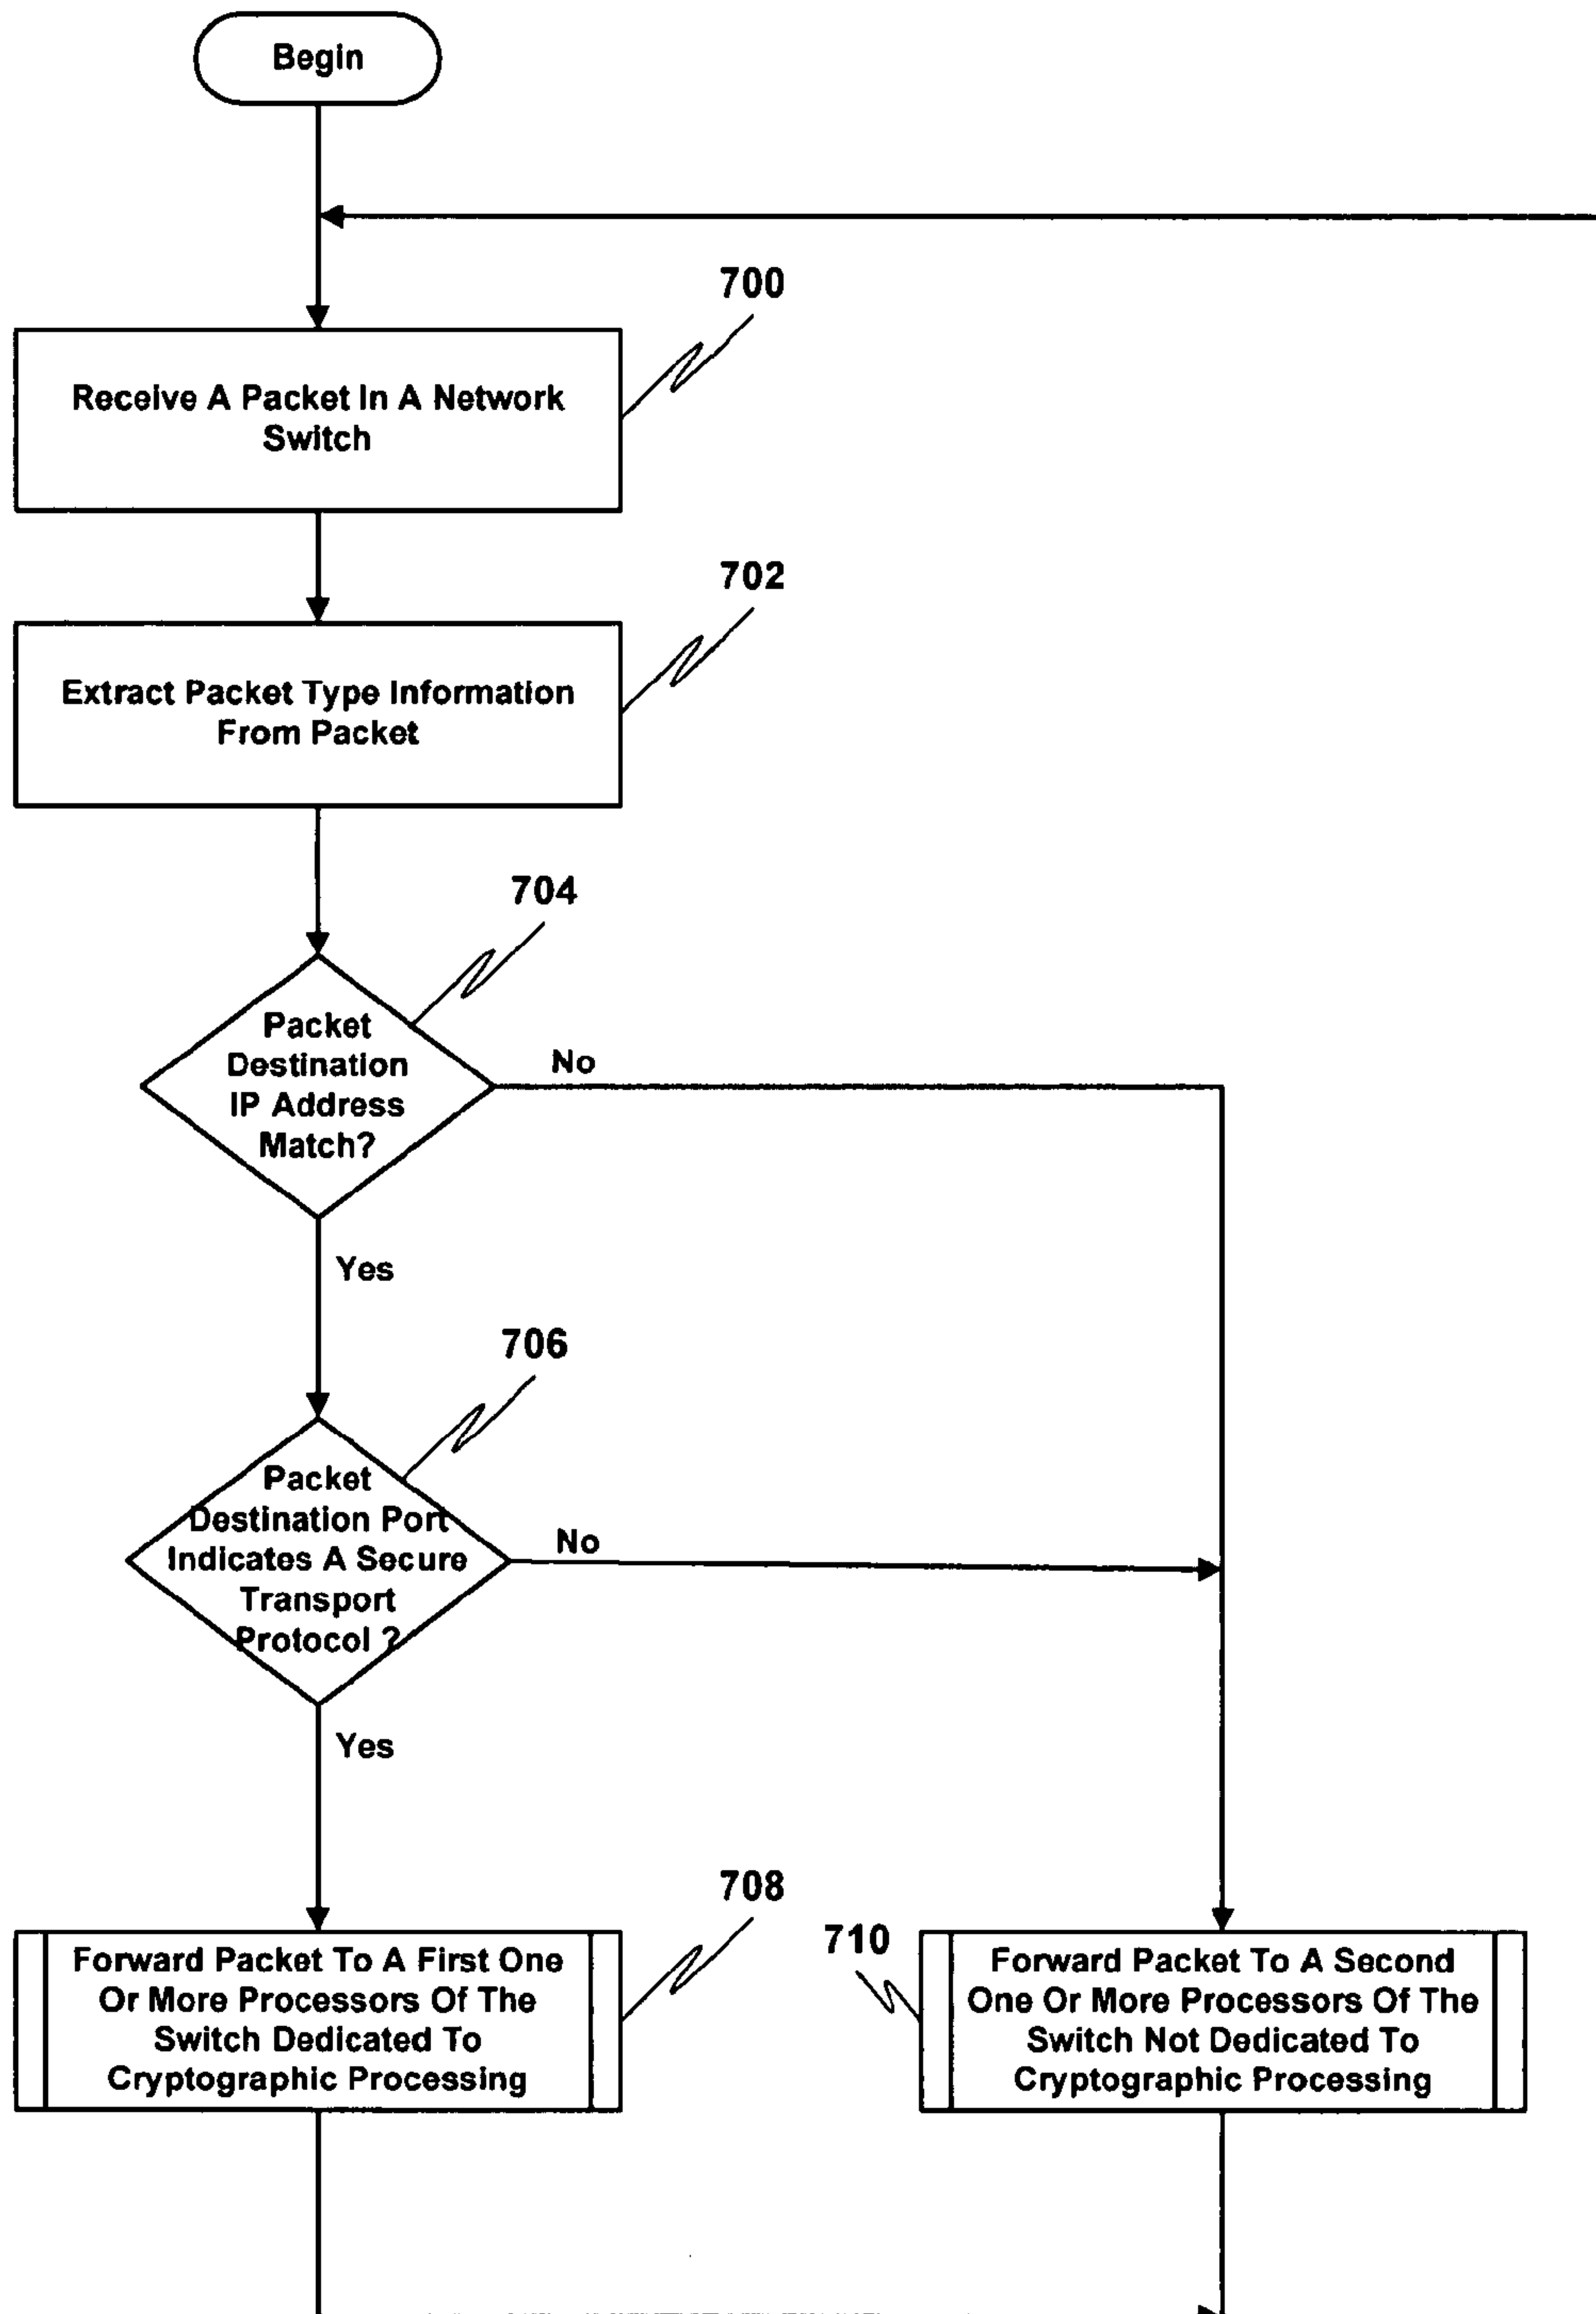 Begin
700
Receive A Packet In A Network
Switch
702
Extract Packet Type Information
From Packet
704
Packet
Destination
IP Address
Match?
No
Yes
706
Packet
Destination Port
Indicates A Secure
Transport
Protocol ?
No
Yes
708
Forward Packet To A First One
Or More Processors Of The
Switch Dedicated To
Cryptographic Processing
710
Forward Packet To A Second
One Or More Processors Of The
Switch Not Dedicated To
Cryptographic Processing